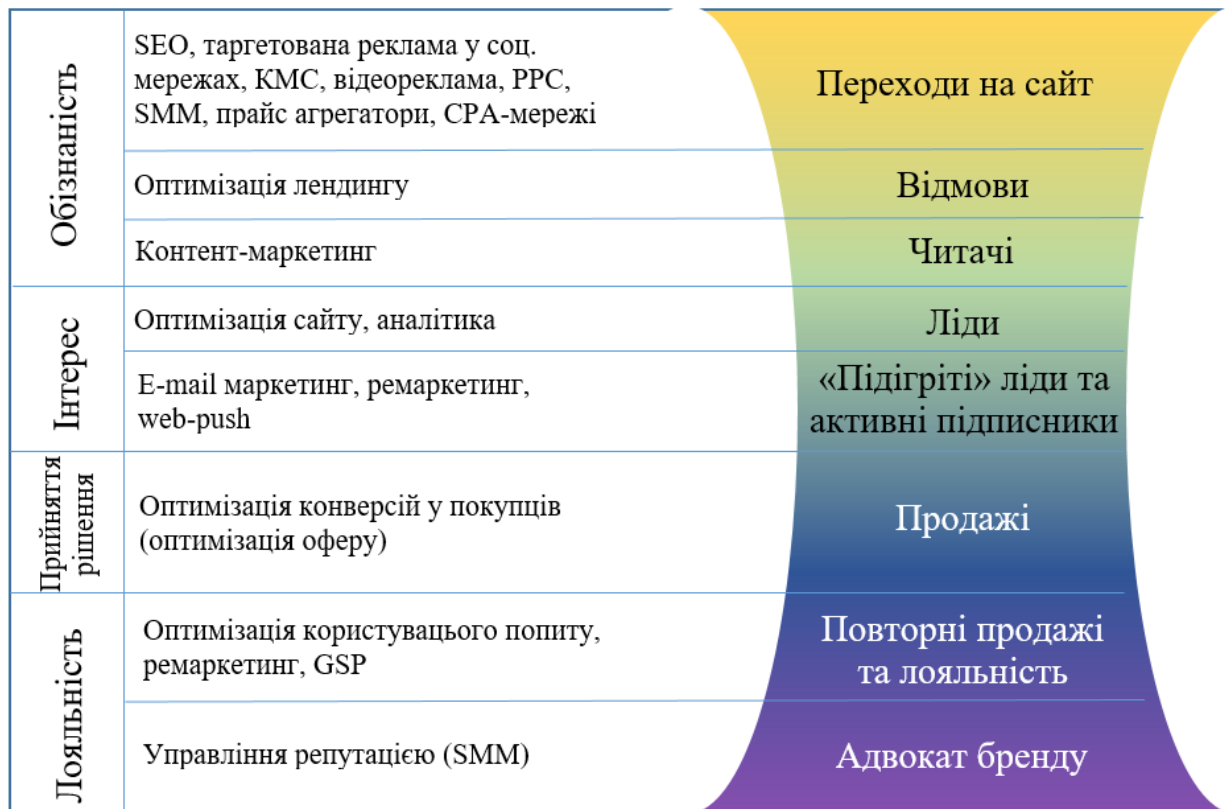 Обізнаність
SEO, таргетована реклама у соц.
мережах, КМС, відеореклама, PPC,
SMM, прайс агрегатори, CPA-мережі
Переходи на сайт
Оптимізація лендингу
Відмови
Контент-маркетинг
Читачі
Інтерес
Оптимізація сайту, аналітика
Ліди
E-mail маркетинг, ремаркетинг,
web-push
«Підігріті» ліди та
активні підписники
Прийняття
рішення
Оптимізація конверсій у покупців
(оптимізація оферу)
Продажі
Лояльність
Оптимізація користувацього попиту,
ремаркетинг, GSP
Повторні продажі
та лояльність
Управління репутацією (SMM)
Адвокат бренду